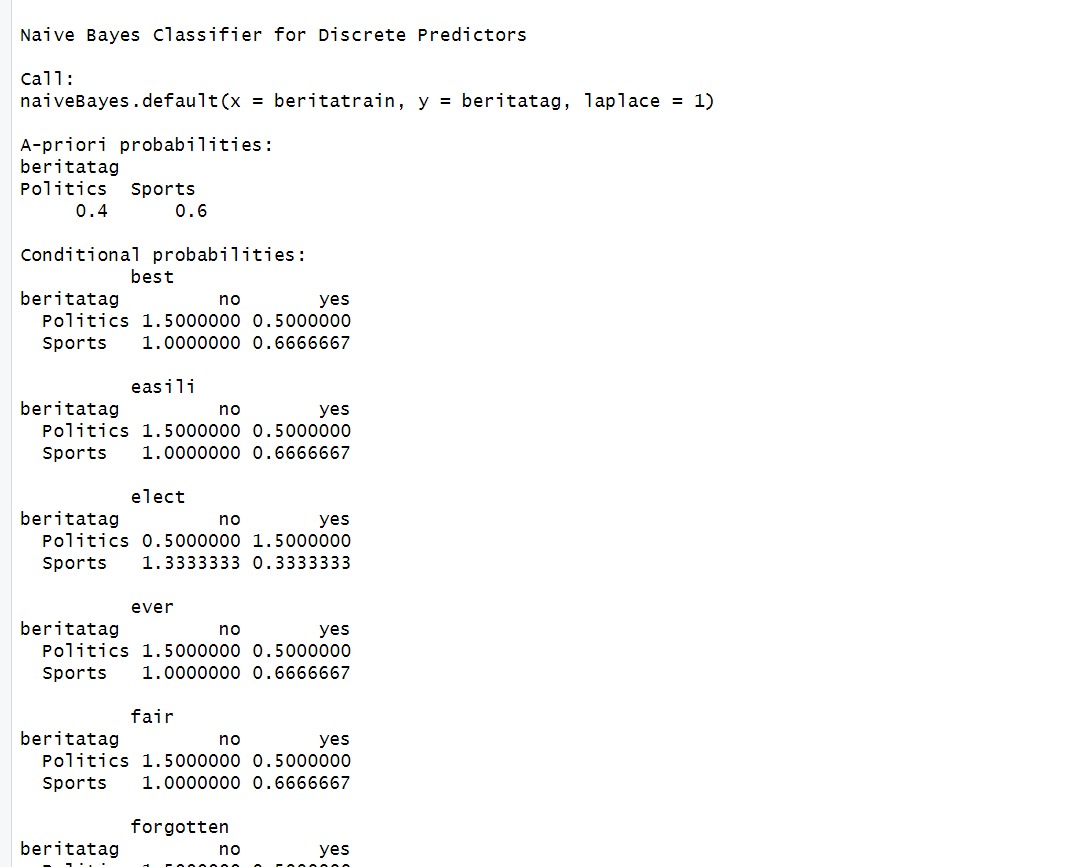 Naive Bayes Classifier for Discrete Predictors
Call:
naiveBayes.default(x = beritatrain, y = beritatag, laplace = 1)
A-priori probabilities:
beritatag
Politics Sports
0.4 0.6
Conditional probabilities:
best
beritatag no yes
Politics 1.5000000 0.5000000
Sports 1.0000000 0.6666667
easili
beritatag no yes
Politics 1.5000000 0.5000000
Sports 1.0000000 0.6666667
elect
beritatag no yes
Politics 0.5000000 1.5000000
Sports 1.3333333 0.3333333
ever
beritatag no yes
Politics 1.5000000 0.5000000
Sports 1.0000000 0.6666667
fair
beritatag no yes
Politics 1.5000000 0.5000000
Sports 1.0000000 0.6666667
forgotten
beritatag no yes